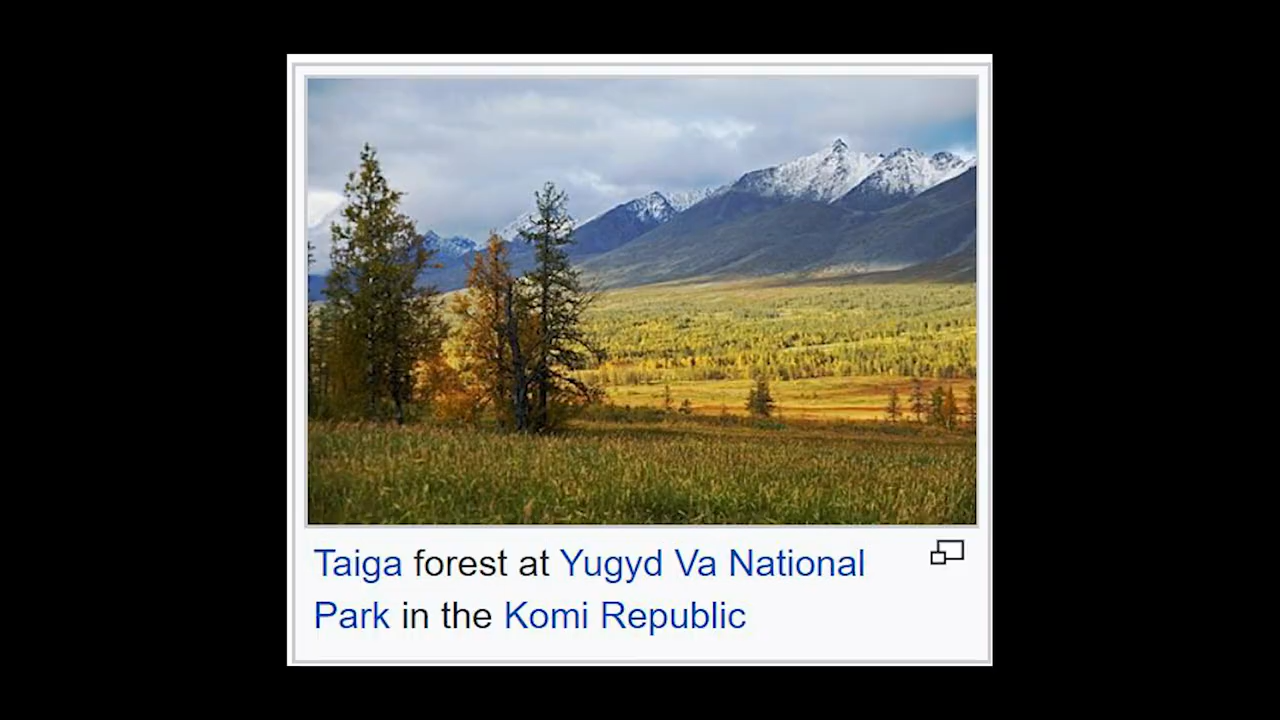 Taiga forest at Yugyd Va National
Park in the Komi Republic